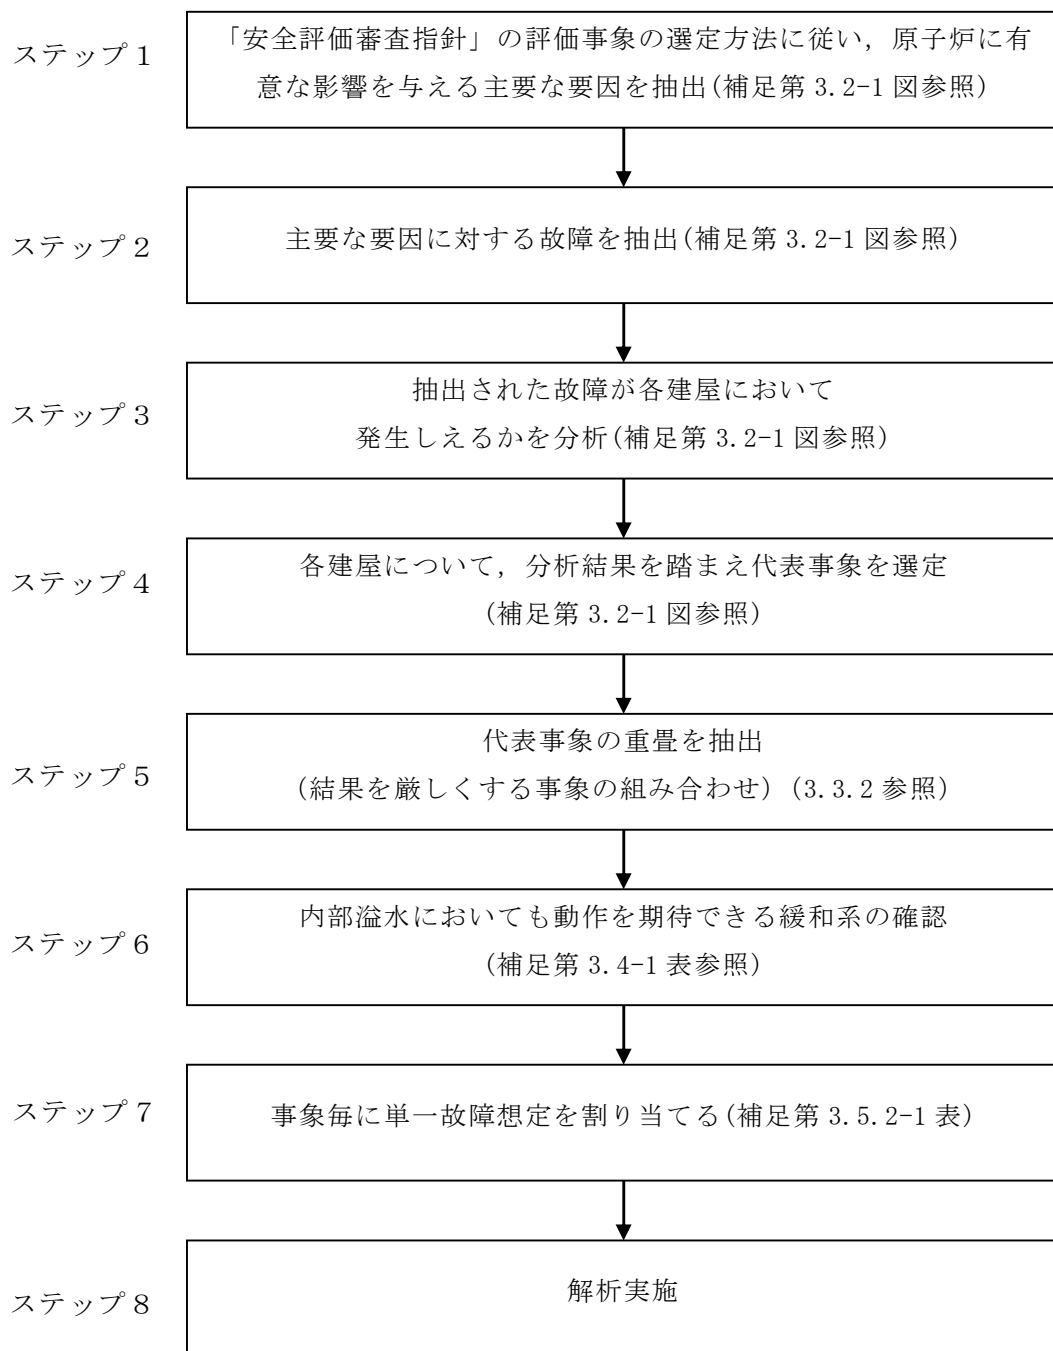 ステップ１
「安全評価審査指針」の評価事象の選定方法に従い，原子炉に有
意な影響を与える主要な要因を抽出(補足第 3.2-1 図参照)
ステップ２
主要な要因に対する故障を抽出(補足第 3.2-1 図参照)
ステップ３
抽出された故障が各建屋において
発生しえるかを分析(補足第 3.2-1 図参照)
ステップ４
各建屋について，分析結果を踏まえ代表事象を選定
(補足第 3.2-1 図参照)
ステップ５
代表事象の重畳を抽出
(結果を厳しくする事象の組み合わせ) (3.3.2 参照)
ステップ６
内部溢水においても動作を期待できる緩和系の確認
(補足第 3.4-1 表参照)
ステップ７
事象毎に単一故障想定を割り当てる(補足第 3.5.2-1 表)
ステップ８
解析実施